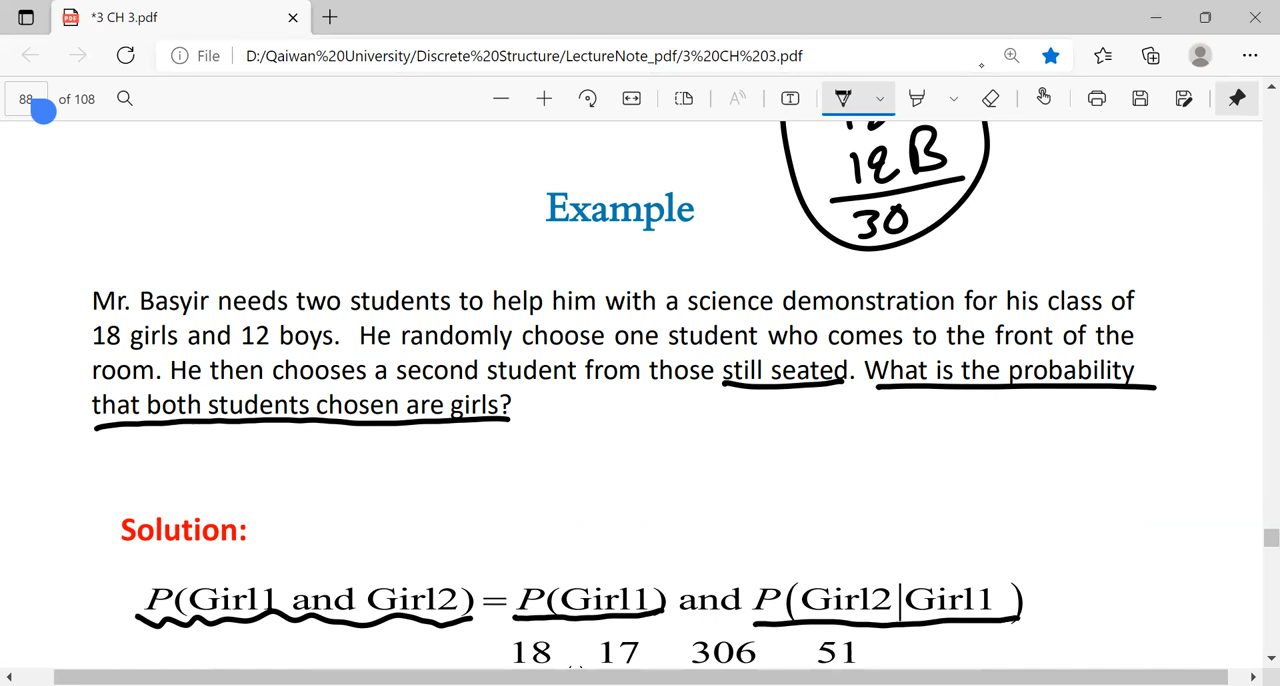 *3 CH 3.pdf
File
D:/Qaiwan%20University/Discrete%20Structure/LectureNote_pdf/3%20CH%203.pdf
88 of 108
12 B
30
Example
Mr. Basyir needs two students to help him with a science demonstration for his class of
18 girls and 12 boys. He randomly choose one student who comes to the front of the
room. He then chooses a second student from those still seated. What is the probability
that both students chosen are girls?
Solution:
P(Girl1 and Girl2) = P(Girl1) and P(Girl2|Girl1)
18 17 306 51